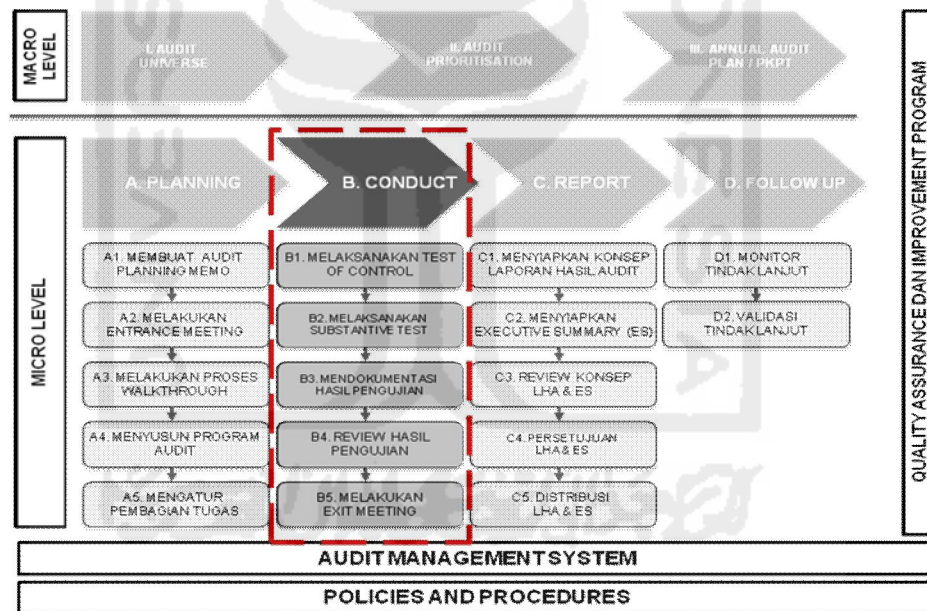 MACRO
LEVEL
I. AUDIT
UNIVERSE
II. AUDIT
PRIORITISATION
III. ANNUAL AUDIT
PLAN / PKPT
MICRO LEVEL
A. PLANNING
B. CONDUCT
C. REPORT
D. FOLLOW UP
A1. MEMBUAT AUDIT
PLANNING MEMO
A2. MELAKUKAN
ENTRANCE MEETING
A3. MELAKUKAN PROSES
WALKTHROUGH
A4. MENYUSUN PROGRAM
AUDIT
A5. MENGATUR
PEMBAGIAN TUGAS
B1. MELAKSANAKAN TEST
OF CONTROL
B2. MELAKSANAKAN
SUBSTANTIVE TEST
B3. MENDOKUMENTASI
HASIL PENGUJIAN
B4. REVIEW HASIL
PENGUJIAN
B5. MELAKUKAN
EXIT MEETING
C1. MENYIAPKAN KONSEP
LAPORAN HASIL AUDIT
C2. MENYIAPKAN
EXECUTIVE SUMMARY (ES)
C3. REVIEW KONSEP
LHA & ES
C4. PERSETUJUAN
LHA & ES
C5. DISTRIBUSI
LHA & ES
D1. MONITOR
TINDAK LANJUT
D2. VALIDASI
TINDAK LANJUT
QUALITY ASSURANCE DAN IMPROVEMENT PROGRAM
AUDIT MANAGEMENT SYSTEM
POLICIES AND PROCEDURES